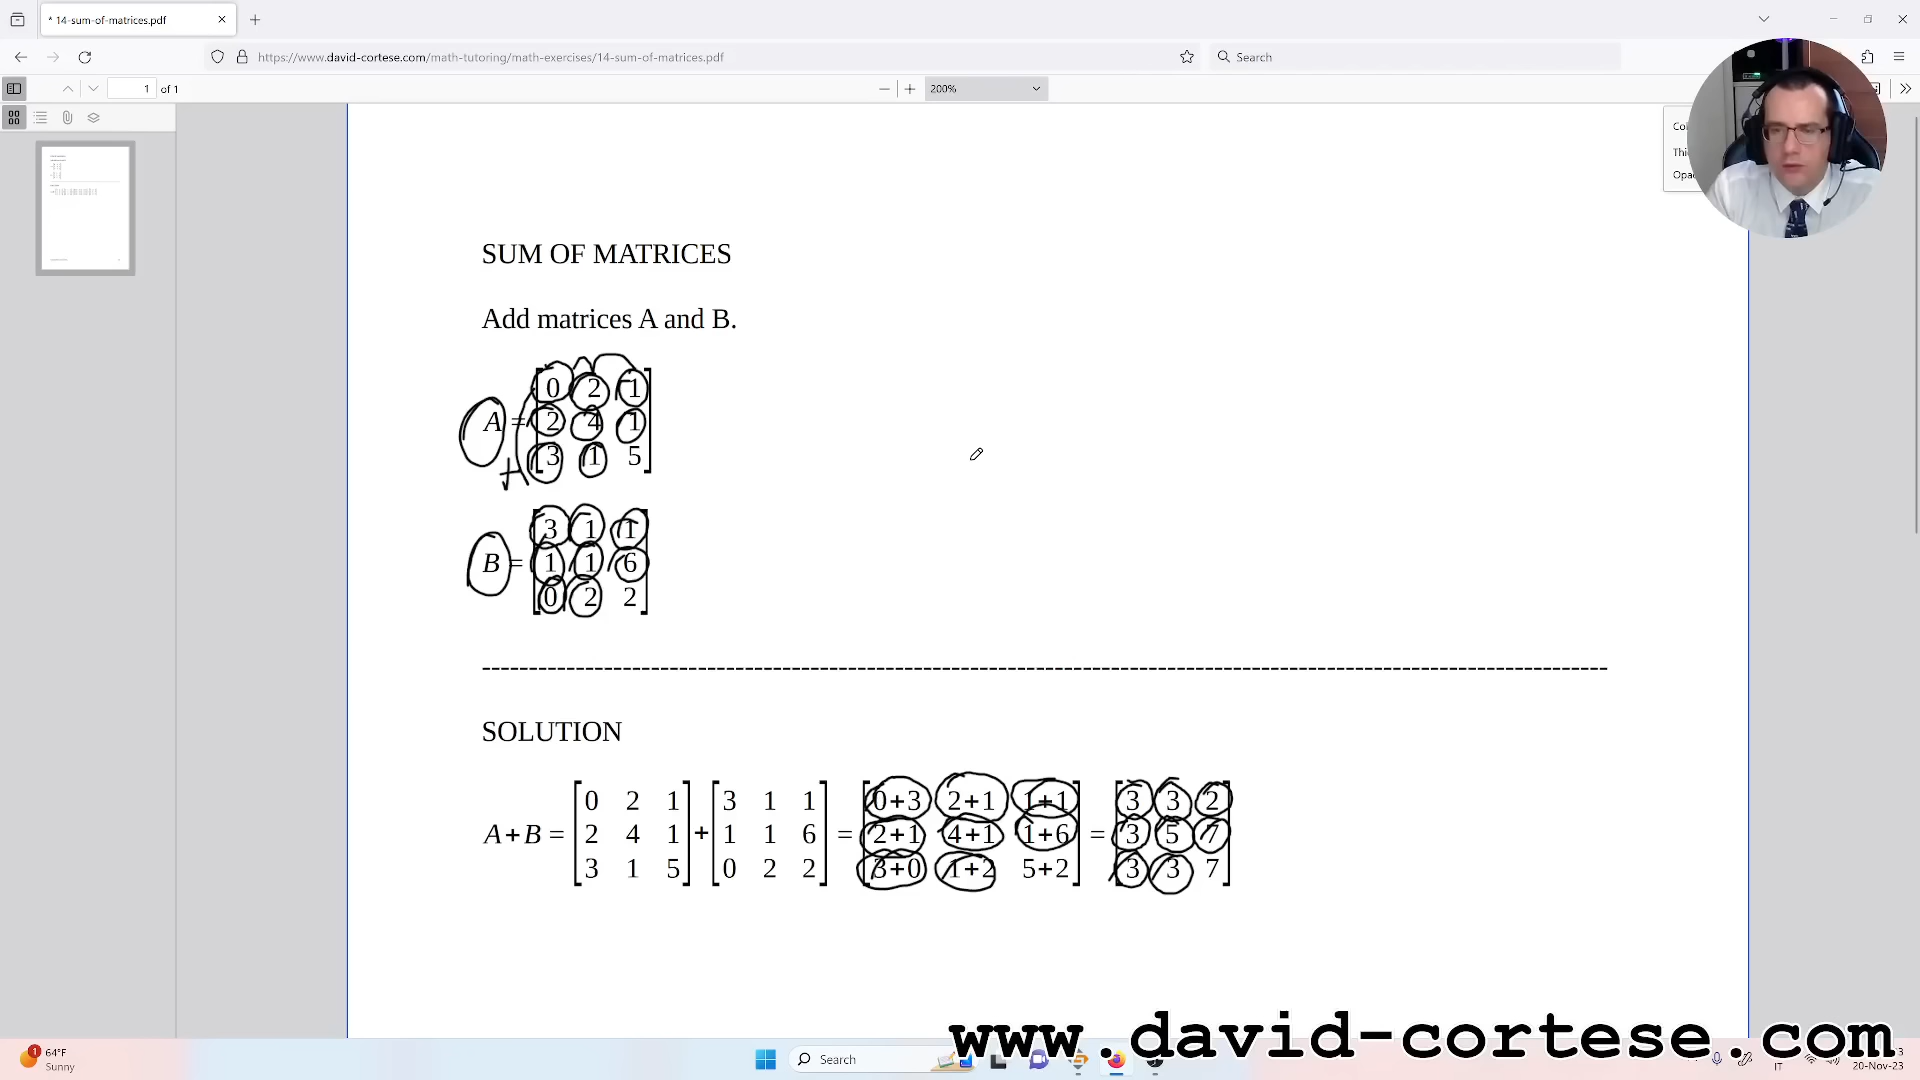 * 14-sum-of-matrices.pdf
https://www.david-cortese.com/math-tutoring/math-exercises/14-sum-of-matrices.pdf
Search
1 of 1
200%
Col
Thi
Opa
SUM OF MATRICES
Add matrices A and B.
A = [0 2 1
2 4 1
3 1 5]
+
B = [3 1 1
1 1 6
0 2 2]
------------------------------------------------------------
SOLUTION
A+B = [0 2 1] + [3 1 1] = [0+3 2+1 1+1] = [3 3 2]
[2 4 1] [1 1 6] [2+1 4+1 1+6] [3 5 7]
[3 1 5] [0 2 2] [3+0 1+2 5+2] [3 3 7]
www.david-cortese.com
1
64°F
Sunny
Search
IT
20-Nov-23